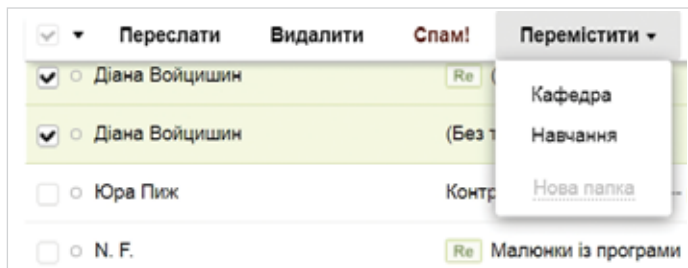 Переслати Видалити Спам! Перемістити
Діана Войцишин Re (
Кафедра
Діана Войцишин (Без т
Навчання
Юра Пиж Контр
Нова папка
N. F. Re Малюнки із програми